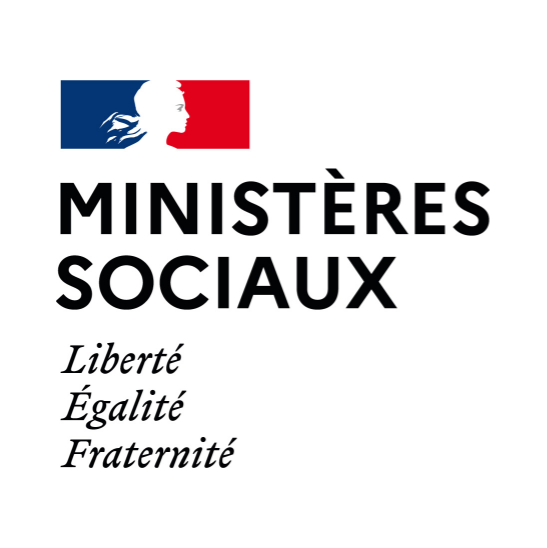 MINISTÈRES
SOCIAUX
Liberté
Égalité
Fraternité